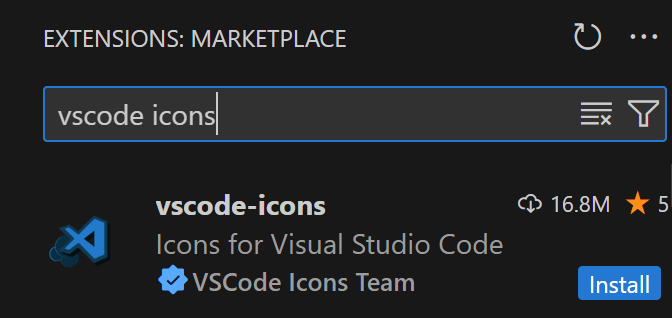 EXTENSIONS: MARKETPLACE
vscode icons
vscode-icons 16.8M 5
Icons for Visual Studio Code
VSCode Icons Team Install